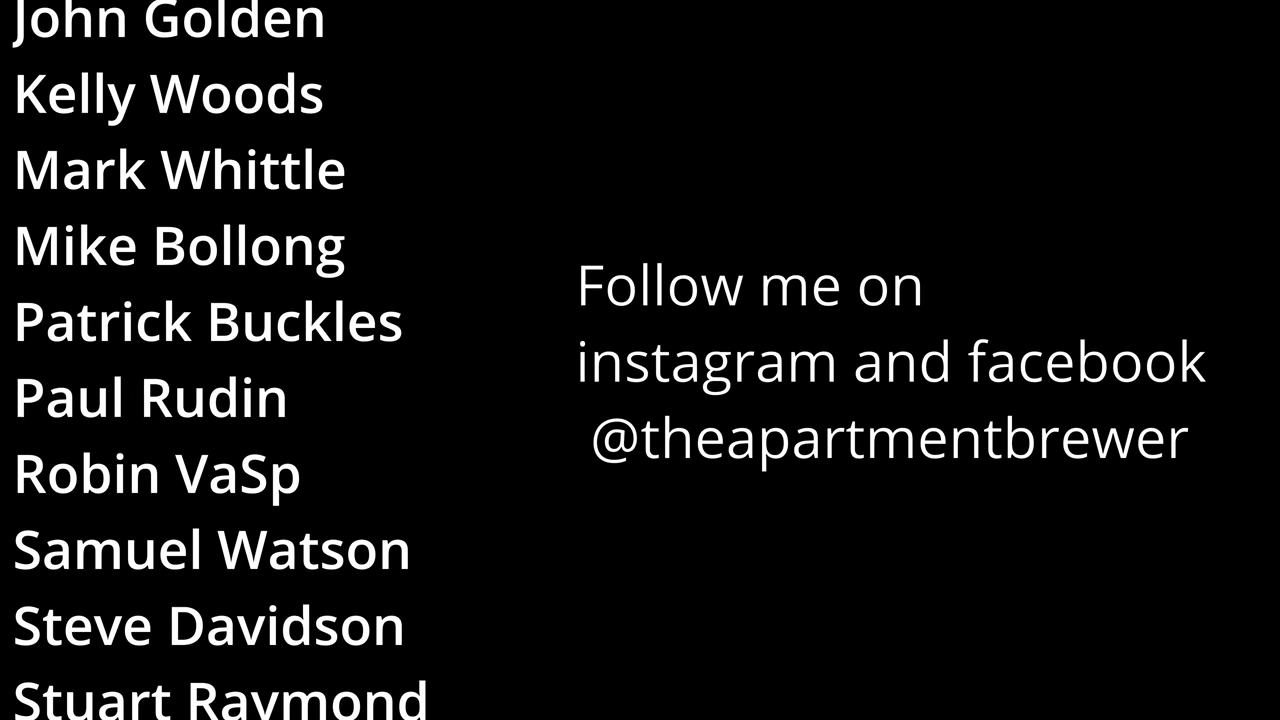 John Golden
Kelly Woods
Mark Whittle
Mike Bollong
Patrick Buckles
Paul Rudin
Robin VaSp
Samuel Watson
Steve Davidson
Stuart Raymond
Follow me on
instagram and facebook
@theapartmentbrewer